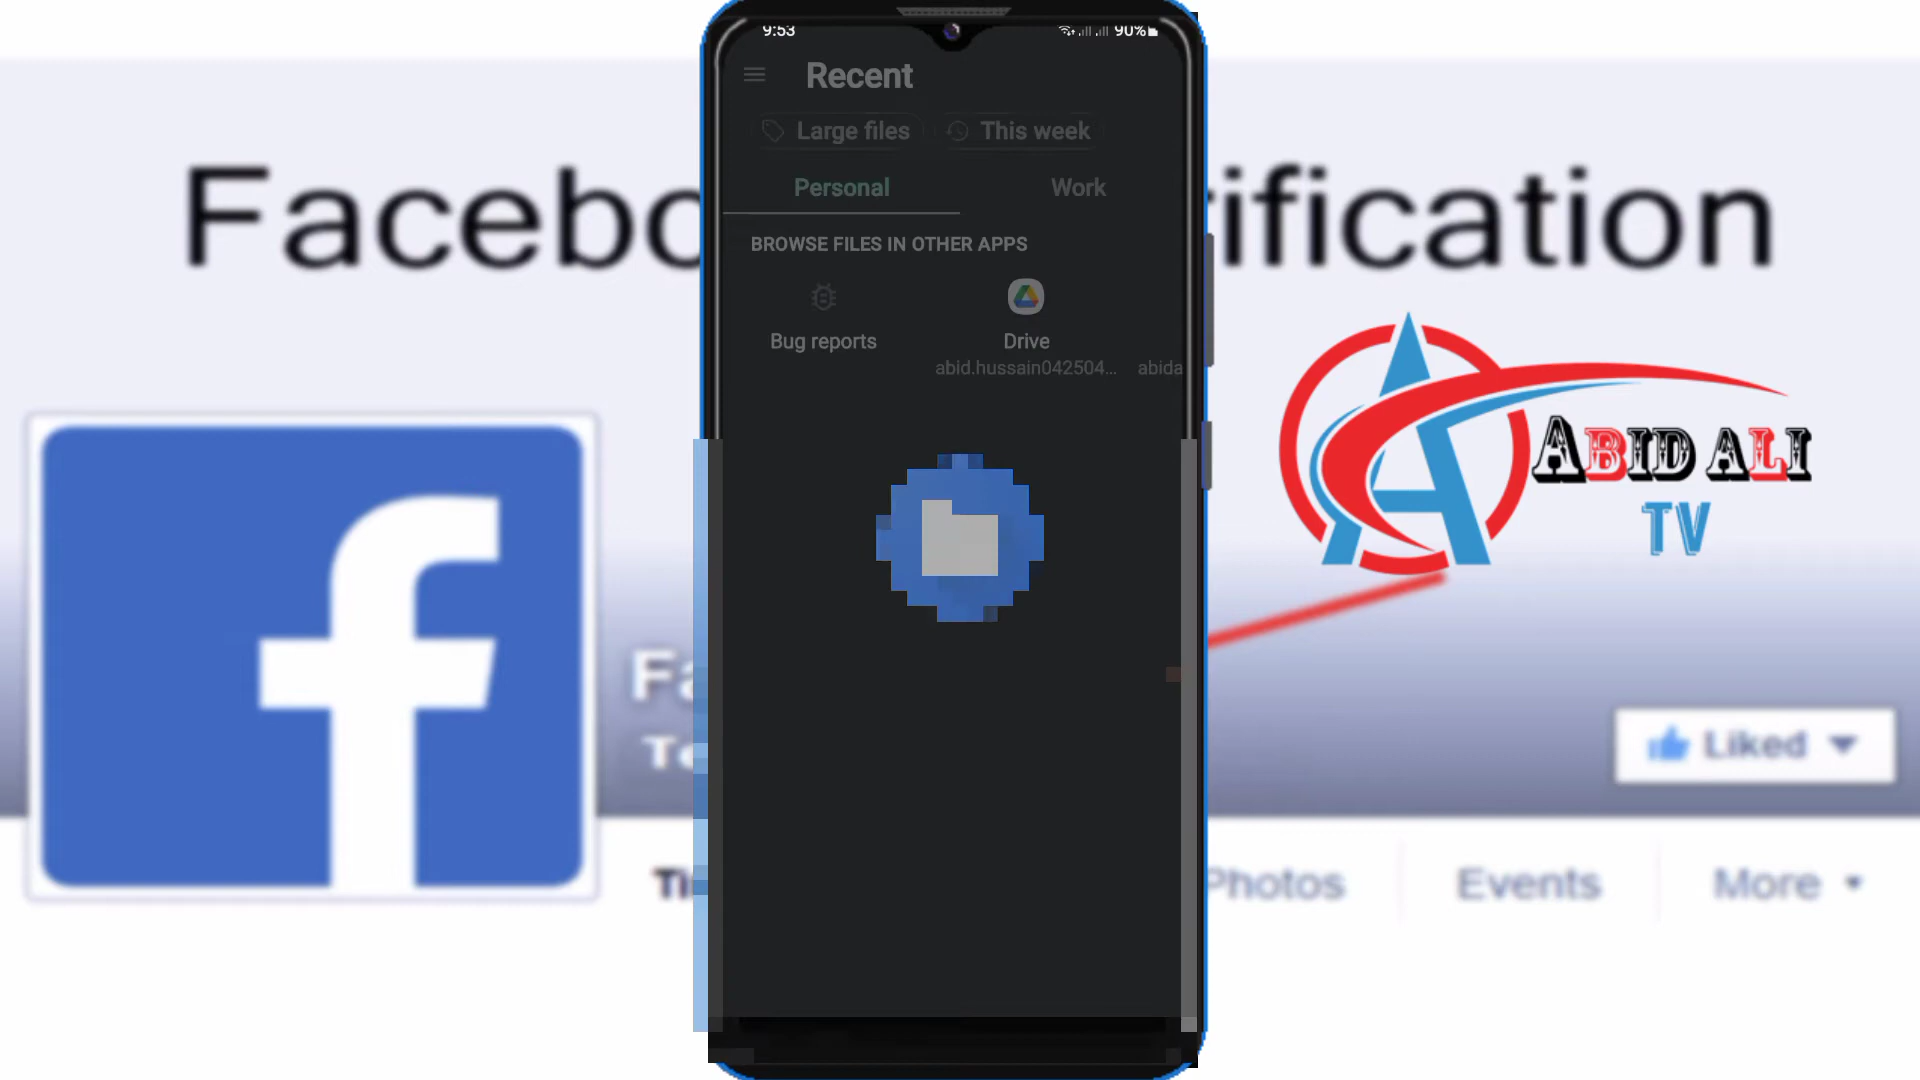 9:53
90%
Recent
Large files
This week
Personal
Work
BROWSE FILES IN OTHER APPS
Bug reports
Drive
abid.hussain042504...
abida
Facebo
ification
ABID ALI
TV
Fa
Liked
Photos
Events
More